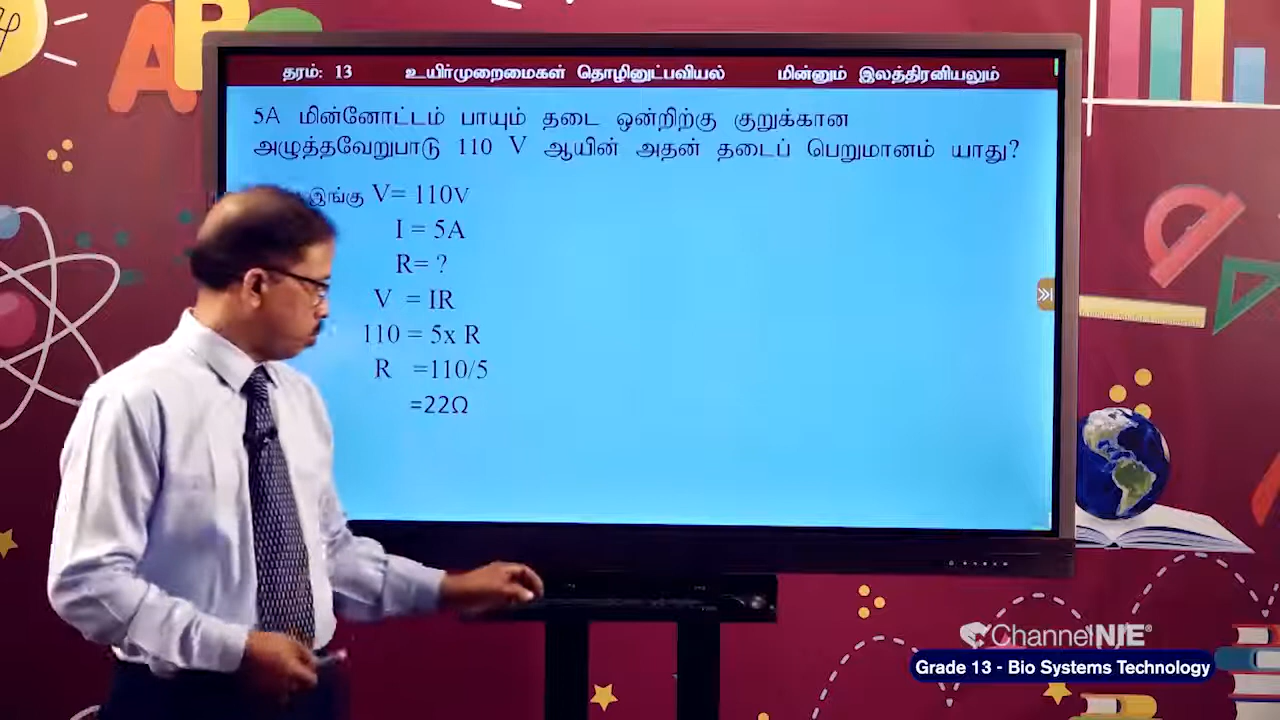 தரம்: 13 உயிர்முறைமைகள் தொழினுட்பவியல் மின்னும் இலத்திரனியலும்
5A மின்னோட்டம் பாயும் தடை ஒன்றிற்கு குறுக்கான
அழுத்தவேறுபாடு 110 V ஆயின் அதன் தடைப் பெறுமானம் யாது?
இங்கு V= 110V
I = 5A
R= ?
V = IR
110 = 5x R
R =110/5
=22Ω
ChannelNIE®
Grade 13 - Bio Systems Technology